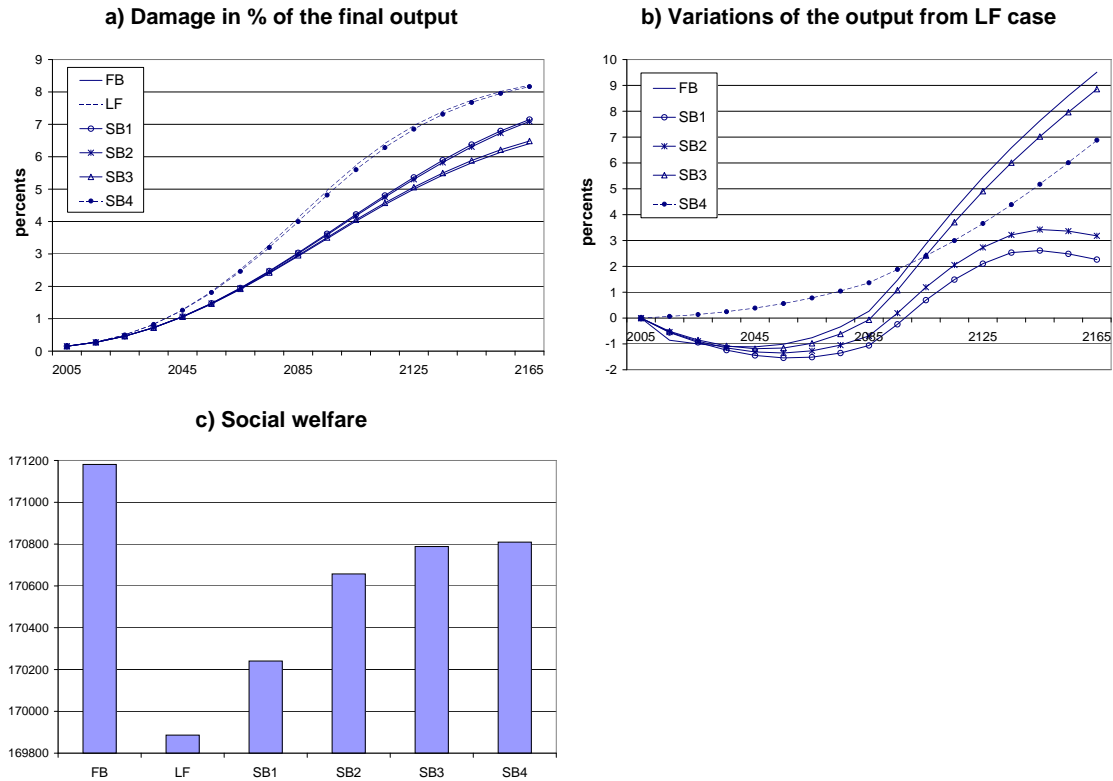 a) Damage in % of the final output
percents
9
8
7
6
5
4
3
2
1
0
FB
LF
SB1
SB2
SB3
SB4
2005 2045 2085 2125 2165
b) Variations of the output from LF case
percents
10
9
8
7
6
5
4
3
2
1
0
-1
-2
FB
SB1
SB2
SB3
SB4
2005 2045 2085 2125 2165
c) Social welfare
171200
171000
170800
170600
170400
170200
170000
169800
FB LF SB1 SB2 SB3 SB4